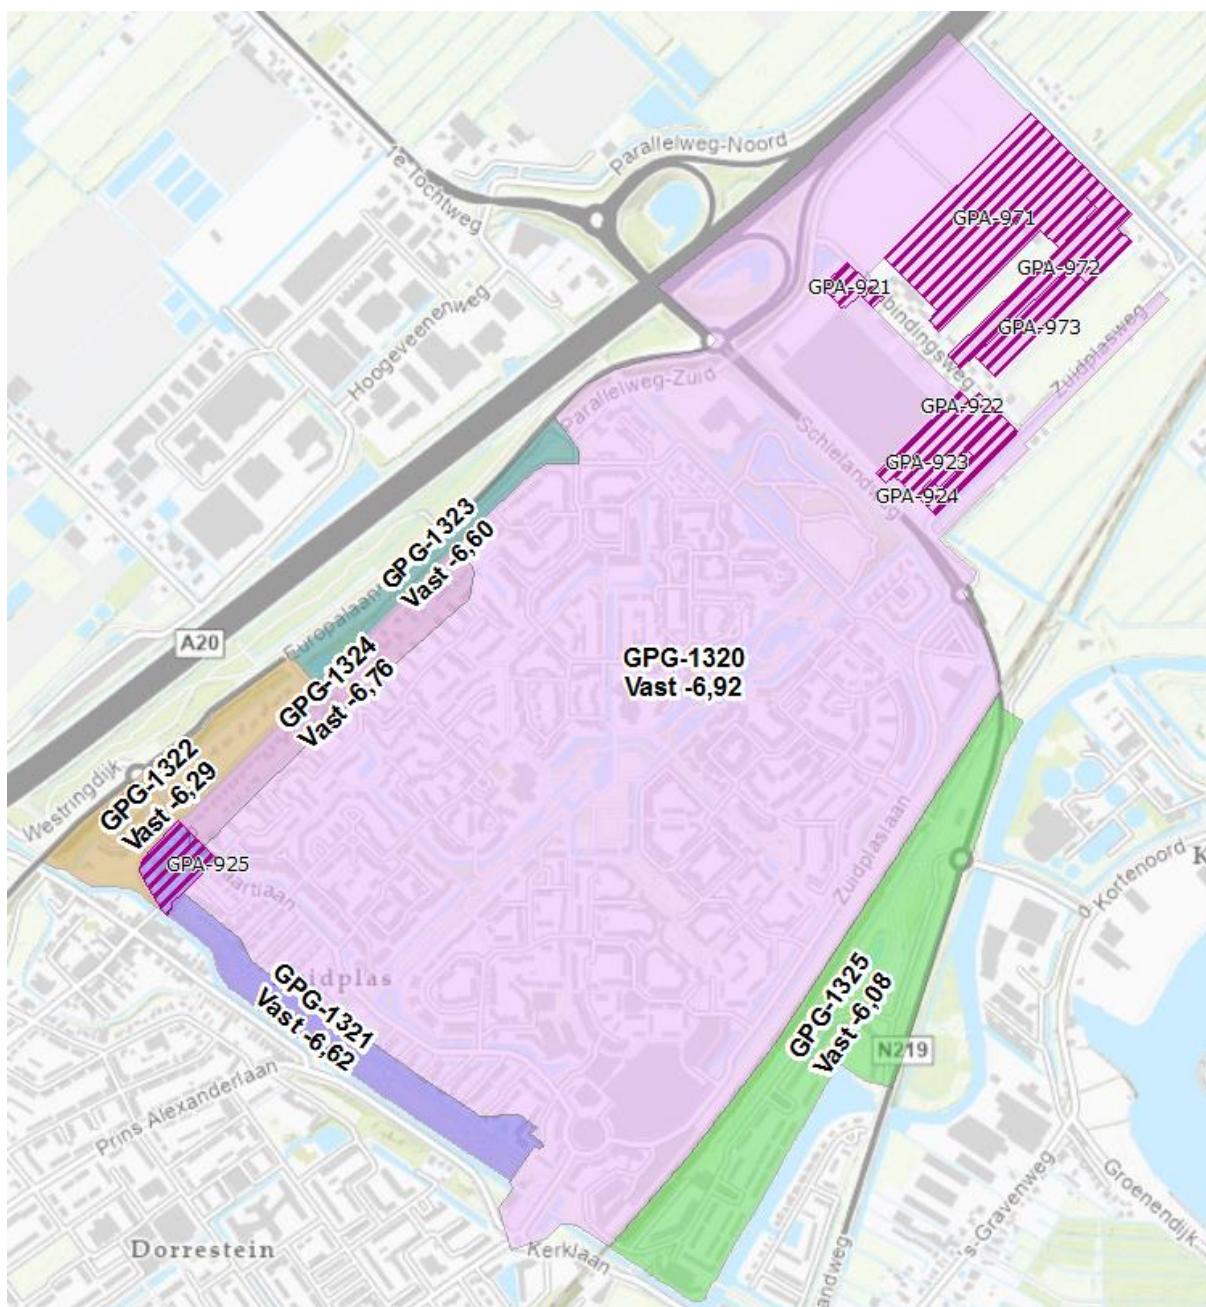 Parallelweg-Noord
1e Tochtweg
GPA-971
GPA-972
GPA-921
GPA-973
Hoogeveenenweg
Zuidplasweg
Parallelweg-Zuid
GPA-922
Schielandweg
GPA-923
GPA-924
GPG-1323
Vast -6,60
Europalaan
A20
GPG-1324
Vast -6,76
GPG-1320
Vast -6,92
GPG-1322
Vast -6,29
Westringdijk
GPA-925
Zuidplaslaan
Kortenoord
K
GPG-1321
Vast -6,62
GPG-1325
Vast -6,08
N219
Prins Alexanderlaan
Dorrestein
Kerklaan
's-Gravenweg
Groenendijk